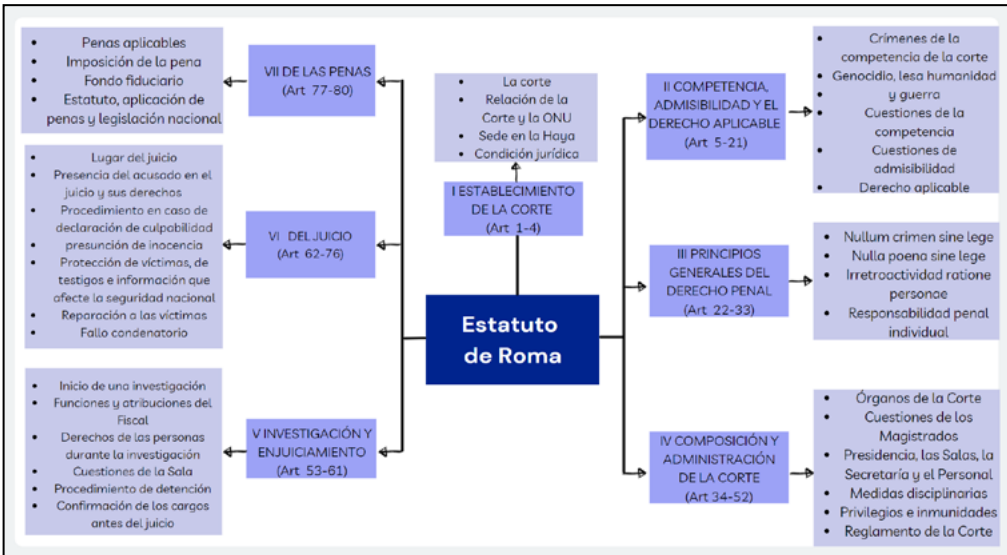 Estatuto
de Roma
I ESTABLECIMIENTO
DE LA CORTE
(Art 1-4)
• La corte
• Relación de la
Corte y la ONU
• Sede en la Haya
• Condición jurídica
II COMPETENCIA,
ADMISIBILIDAD Y EL
DERECHO APLICABLE
(Art 5-21)
• Crímenes de la
competencia de la corte
• Genocidio, lesa humanidad
• y guerra
• Cuestiones de la
competencia
• Cuestiones de
admisibilidad
• Derecho aplicable
III PRINCIPIOS
GENERALES DEL
DERECHO PENAL
(Art 22-33)
• Nullum crimen sine lege
• Nulla poena sine lege
• Irretroactividad ratione
personae
• Responsabilidad penal
individual
IV COMPOSICIÓN Y
ADMINISTRACIÓN
DE LA CORTE
(Art 34-52)
• Órganos de la Corte
• Cuestiones de los
Magistrados
• Presidencia, las Salas, la
Secretaría y el Personal
• Medidas disciplinarias
• Privilegios e inmunidades
• Reglamento de la Corte
V INVESTIGACIÓN Y
ENJUICIAMIENTO
(Art 53-61)
• Inicio de una investigación
• Funciones y atribuciones del
Fiscal
• Derechos de las personas
durante la investigación
• Cuestiones de la Sala
• Procedimiento de detención
• Confirmación de los cargos
antes del juicio
VI DEL JUICIO
(Art 62-76)
• Lugar del juicio
• Presencia del acusado en el
juicio y sus derechos
• Procedimiento en caso de
declaración de culpabilidad
• presunción de inocencia
• Protección de víctimas, de
testigos e información que
afecte la seguridad nacional
• Reparación a las víctimas
• Fallo condenatorio
VII DE LAS PENAS
(Art 77-80)
• Penas aplicables
• Imposición de la pena
• Fondo fiduciario
• Estatuto, aplicación de
penas y legislación nacional